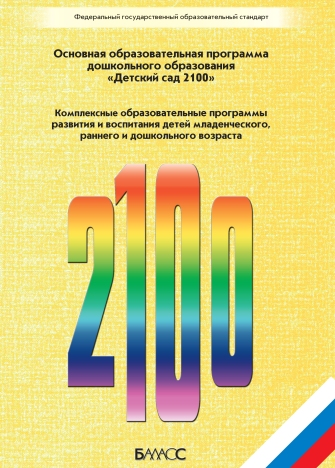 Федеральный государственный образовательный стандарт
Основная образовательная программа
дошкольного образования
«Детский сад 2100»
Комплексные образовательные программы
развития и воспитания детей младенческого,
раннего и дошкольного возраста
2100
БАЛАСС